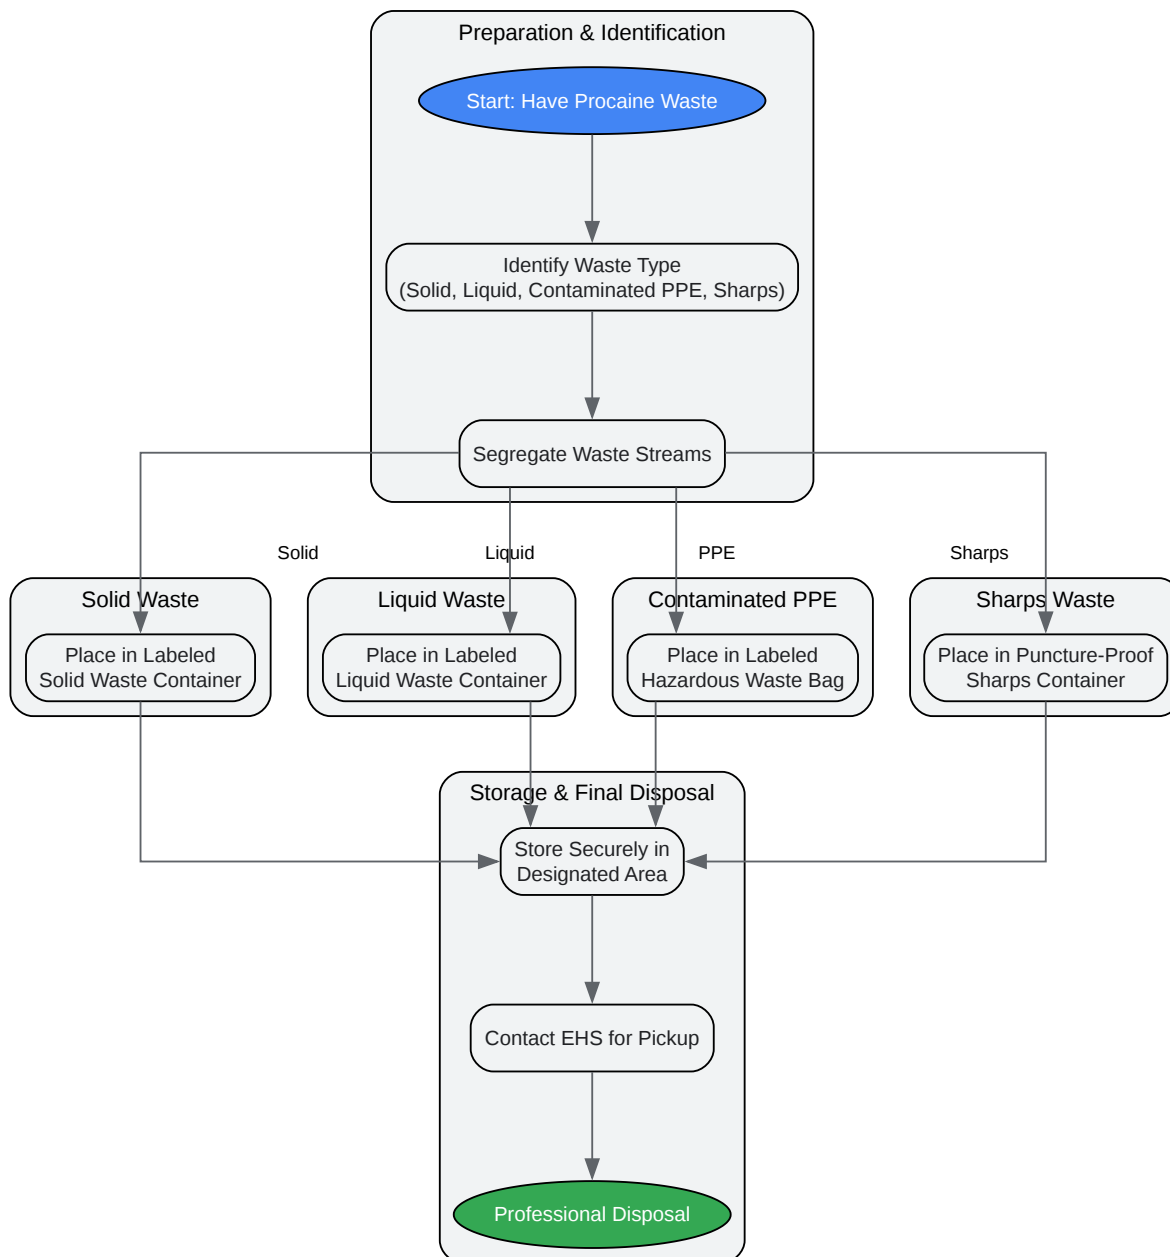 Preparation & Identification
Start: Have Procaine Waste
Identify Waste Type
(Solid, Liquid, Contaminated PPE, Sharps)
Segregate Waste Streams
Solid
Liquid
PPE
Sharps
Solid Waste
Place in Labeled
Solid Waste Container
Liquid Waste
Place in Labeled
Liquid Waste Container
Contaminated PPE
Place in Labeled
Hazardous Waste Bag
Sharps Waste
Place in Puncture-Proof
Sharps Container
Storage & Final Disposal
Store Securely in
Designated Area
Contact EHS for Pickup
Professional Disposal